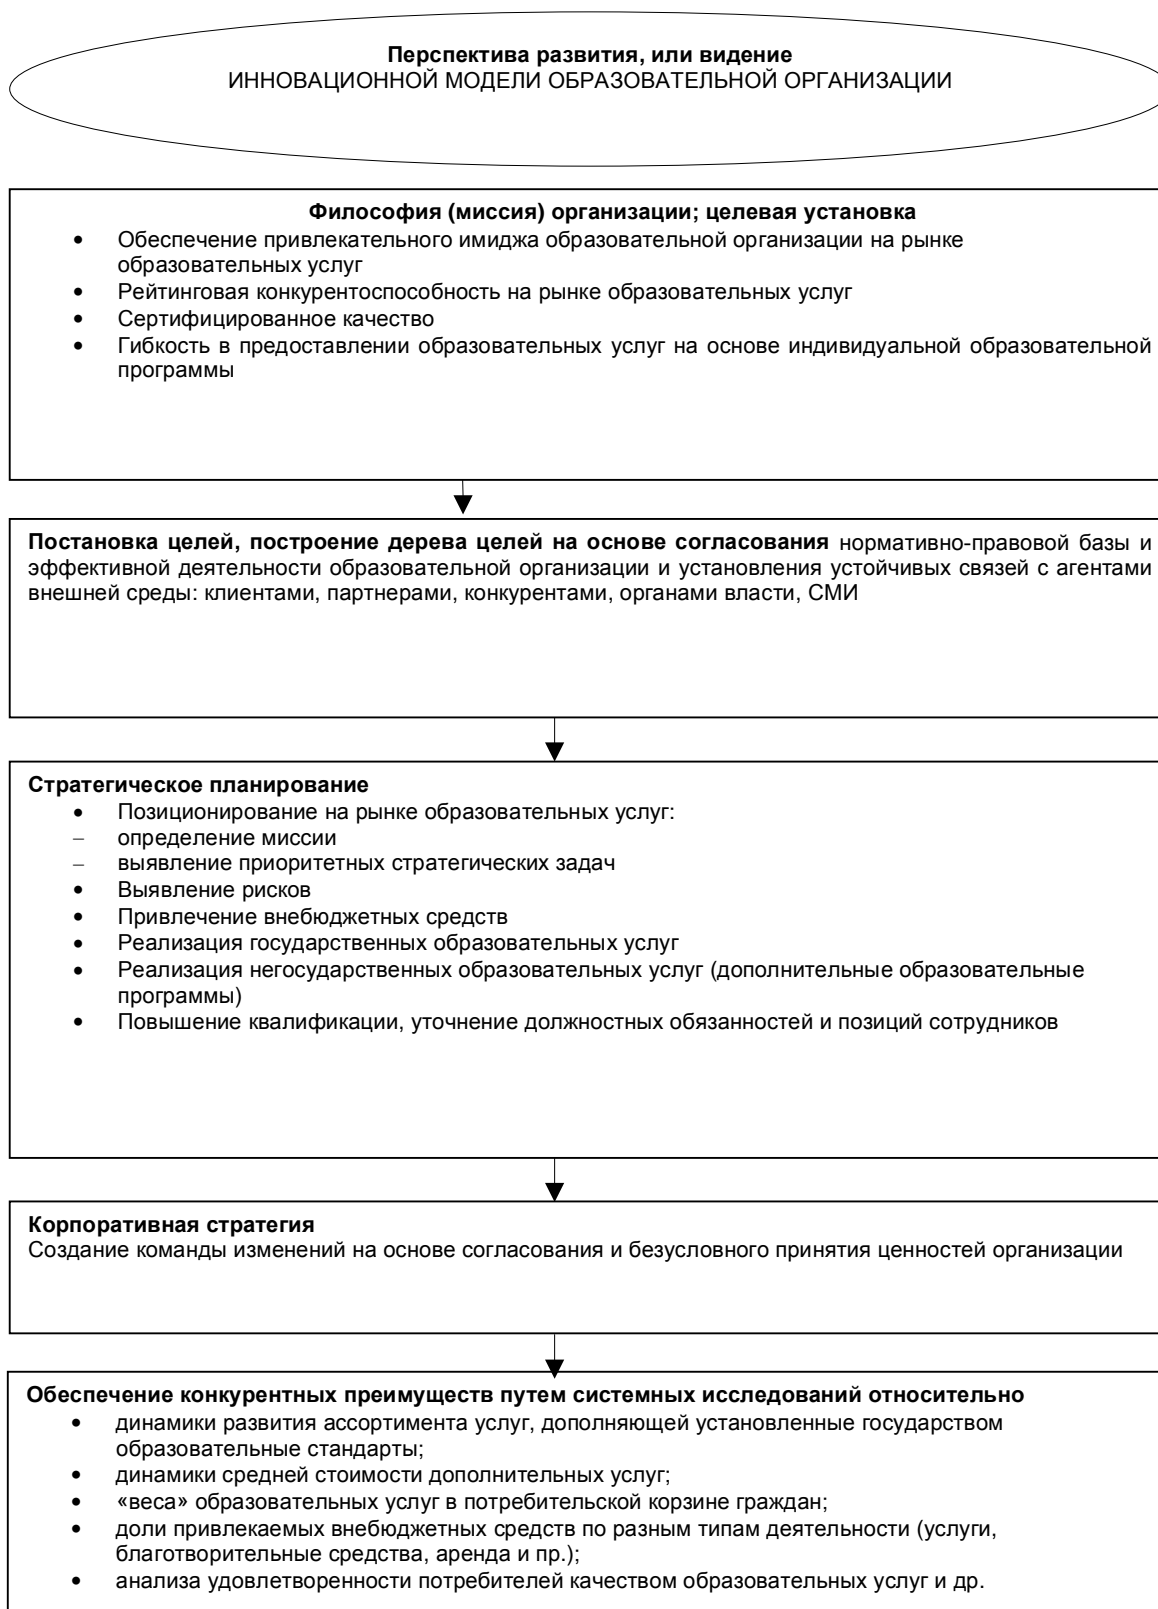 Перспектива развития, или видение
ИННОВАЦИОННОЙ МОДЕЛИ ОБРАЗОВАТЕЛЬНОЙ ОРГАНИЗАЦИИ
Философия (миссия) организации; целевая установка
• Обеспечение привлекательного имиджа образовательной организации на рынке
образовательных услуг
• Рейтинговая конкурентоспособность на рынке образовательных услуг
• Сертифицированное качество
• Гибкость в предоставлении образовательных услуг на основе индивидуальной образовательной
программы
Постановка целей, построение дерева целей на основе согласования нормативно-правовой базы и
эффективной деятельности образовательной организации и установления устойчивых связей с агентами
внешней среды: клиентами, партнерами, конкурентами, органами власти, СМИ
Стратегическое планирование
• Позиционирование на рынке образовательных услуг:
– определение миссии
– выявление приоритетных стратегических задач
• Выявление рисков
• Привлечение внебюджетных средств
• Реализация государственных образовательных услуг
• Реализация негосударственных образовательных услуг (дополнительные образовательные
программы)
• Повышение квалификации, уточнение должностных обязанностей и позиций сотрудников
Корпоративная стратегия
Создание команды изменений на основе согласования и безусловного принятия ценностей организации
Обеспечение конкурентных преимуществ путем системных исследований относительно
• динамики развития ассортимента услуг, дополняющей установленные государством
образовательные стандарты;
• динамики средней стоимости дополнительных услуг;
• «веса» образовательных услуг в потребительской корзине граждан;
• доли привлекаемых внебюджетных средств по разным типам деятельности (услуги,
благотворительные средства, аренда и пр.);
• анализа удовлетворенности потребителей качеством образовательных услуг и др.